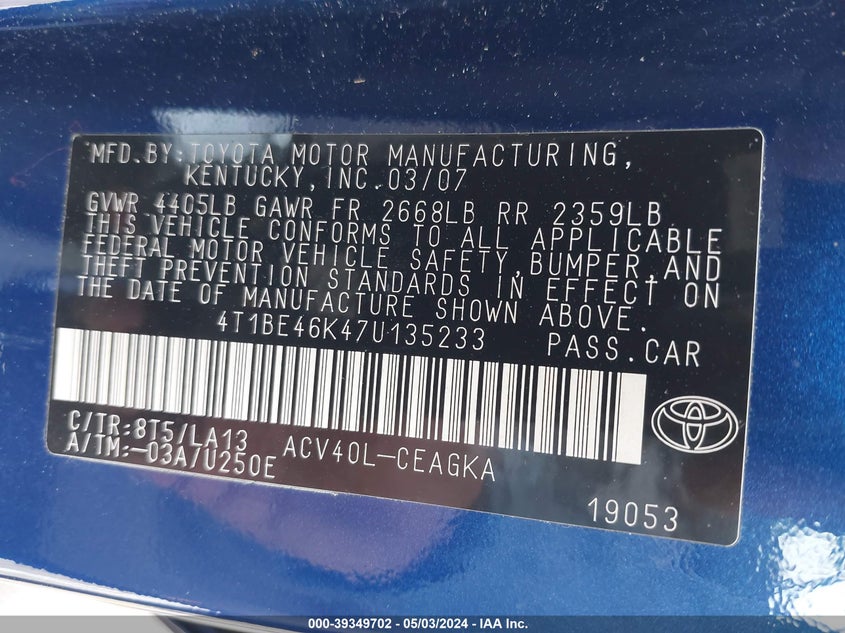 MFD.BY:TOYOTA MOTOR MANUFACTURING,
KENTUCKY,INC.03/07
GVWR 4405LB GAWR FR 2668LB RR 2359LB
THIS VEHICLE CONFORMS TO ALL APPLICABLE
FEDERAL MOTOR VEHICLE SAFETY,BUMPER,AND
THEFT PREVENTION STANDARDS IN EFFECT ON
THE DATE OF MANUFACTURE SHOWN ABOVE.
4T1BE46K47U135233 PASS.CAR
C/TR:8T5/LA13 ACV40L-CEAGKA
A/TM:-03A/U250E
19053
000-39349702 - 05/03/2024 - IAA Inc.